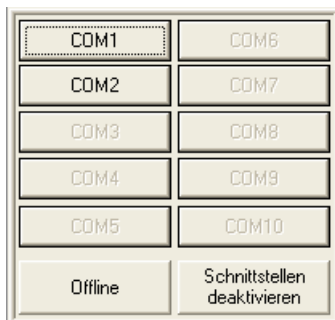 COM1 COM6
COM2 COM7
COM3 COM8
COM4 COM9
COM5 COM10
Offline Schnittstellen
deaktivieren